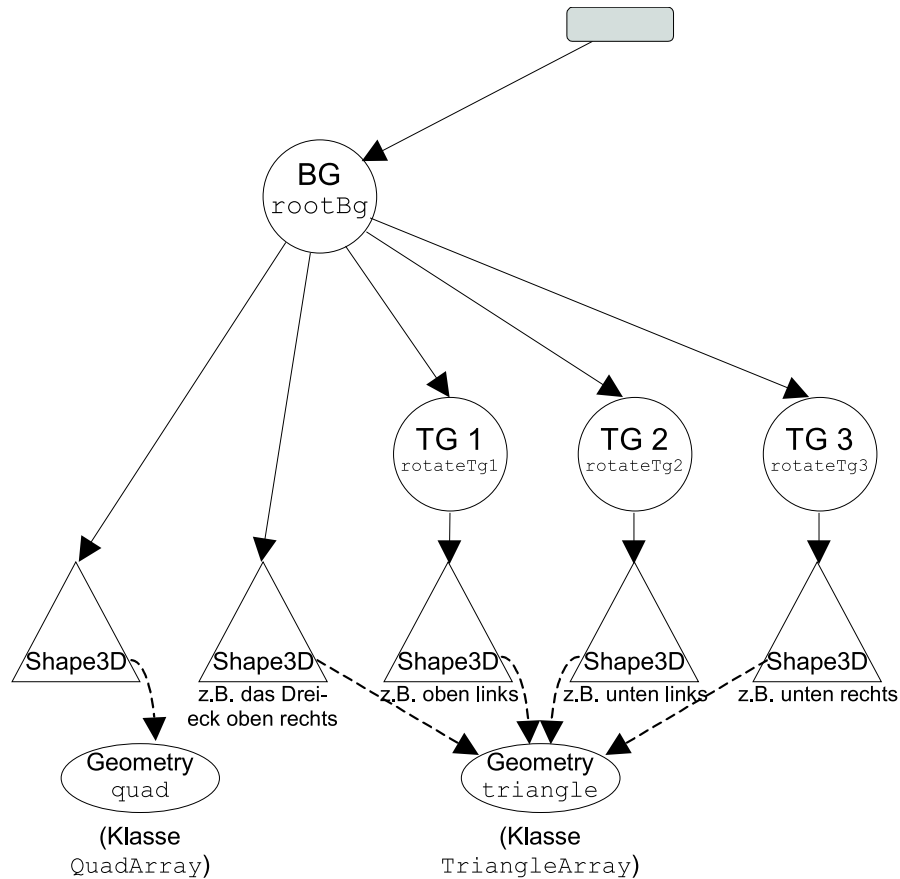 BG
rootBg
TG 1
rotateTg1
TG 2
rotateTg2
TG 3
rotateTg3
Shape3D
Shape3D
z.B. das Drei-
eck oben rechts
Shape3D
z.B. oben links
Shape3D
z.B. unten links
Shape3D
z.B. unten rechts
Geometry
quad
(Klasse
QuadArray)
Geometry
triangle
(Klasse
TriangleArray)